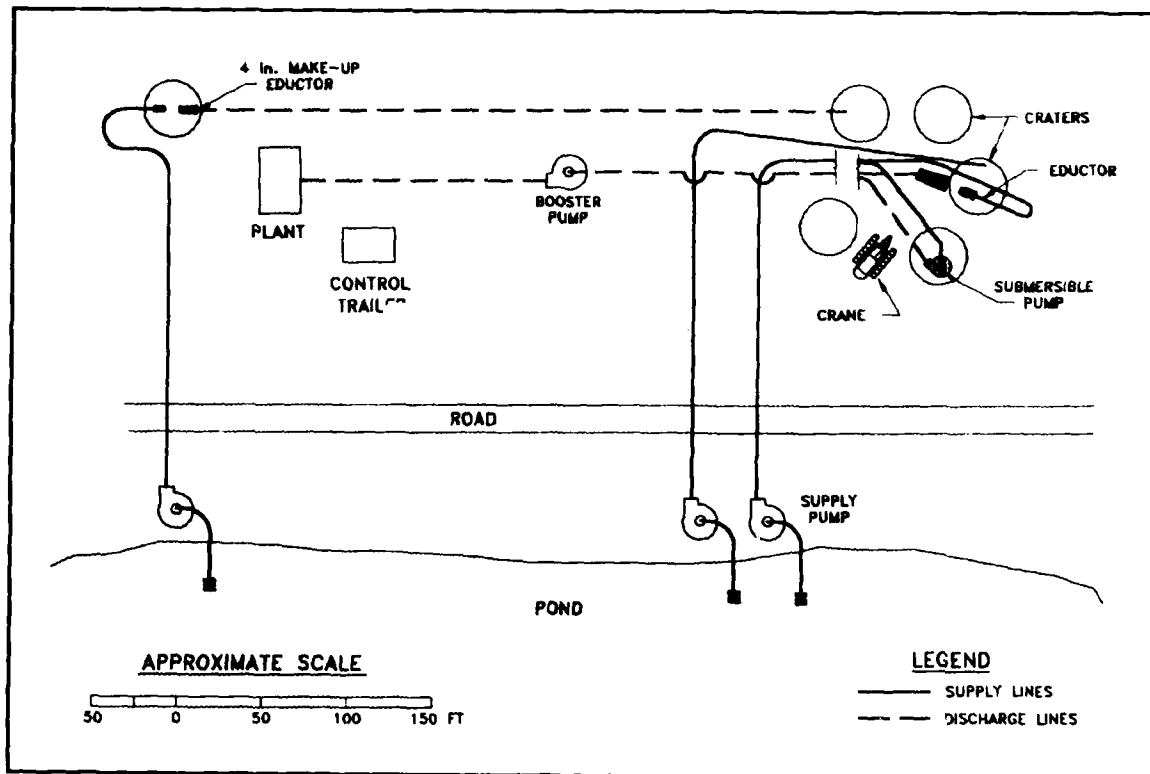 4 in. MAKE-UP
EDUCTOR
CRATERS
EDUCTOR
BOOSTER
PUMP
PLANT
CONTROL
SUBMERSIBLE
PUMP
CRANE
ROAD
SUPPLY
PUMP
POND
APPROXIMATE SCALE
50 0 50 100 150 FT
LEGEND
SUPPLY LINES
DISCHARGE LINES